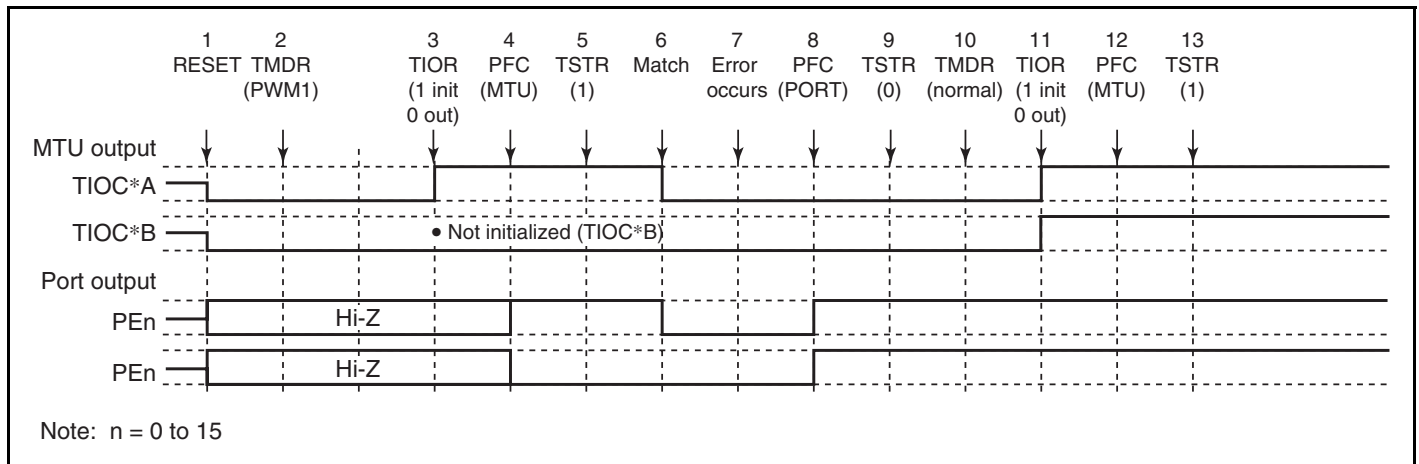 1 2 3 4 5 6 7 8 9 10 11 12 13
RESET TMDR TIOR PFC TSTR Match Error PFC TSTR TMDR TIOR PFC TSTR
(PWM1) (1 init (MTU) (1) occurs (PORT) (0) (normal) (1 init (MTU) (1)
0 out) 0 out)
MTU output
TIOC*A
TIOC*B • Not initialized (TIOC*B)
Port output
PEn Hi-Z
PEn Hi-Z
Note: n = 0 to 15